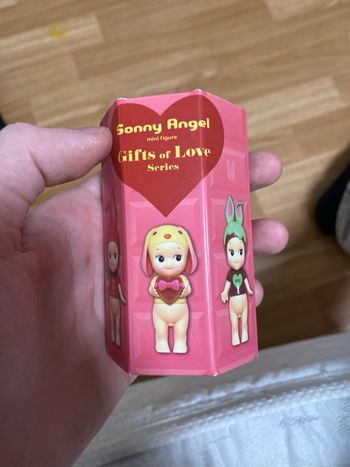 Sonny Angel
mini figure
Gifts of Love
Series